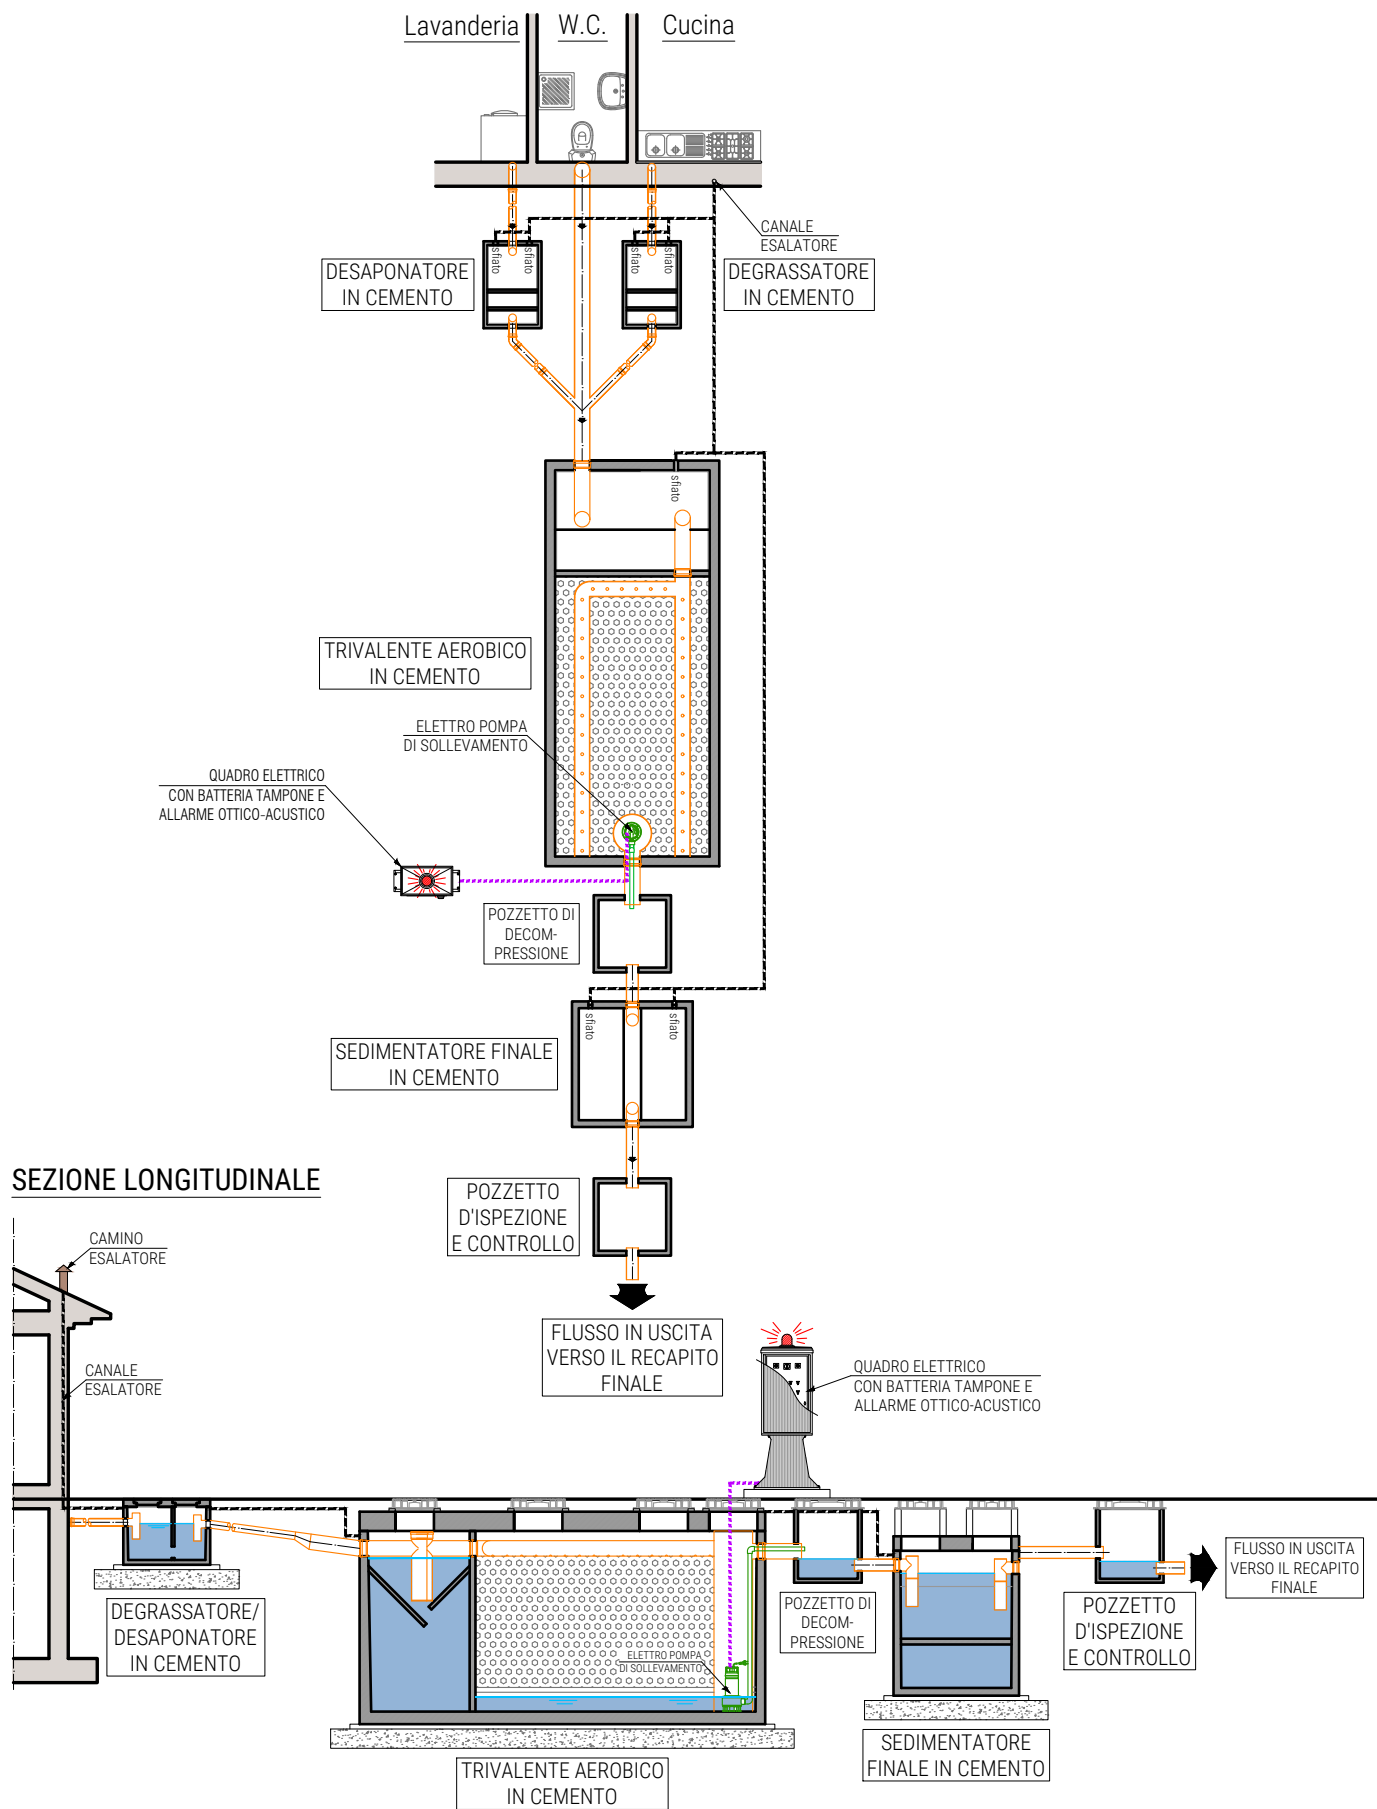 Lavanderia
W.C.
Cucina
CANALE
ESALATORE
sfiato
sfiato
sfiato
sfiato
DESAPONATORE
IN CEMENTO
DEGRASSATORE
IN CEMENTO
sfiato
TRIVALENTE AEROBICO
IN CEMENTO
ELETTRO POMPA
DI SOLLEVAMENTO
QUADRO ELETTRICO
CON BATTERIA TAMPONE E
ALLARME OTTICO-ACUSTICO
POZZETTO DI
DECOM-
PRESSIONE
sfiato
sfiato
SEDIMENTATORE FINALE
IN CEMENTO
SEZIONE LONGITUDINALE
POZZETTO
D'ISPEZIONE
E CONTROLLO
CAMINO
ESALATORE
FLUSSO IN USCITA
VERSO IL RECAPITO
FINALE
CANALE
ESALATORE
QUADRO ELETTRICO
CON BATTERIA TAMPONE E
ALLARME OTTICO-ACUSTICO
FLUSSO IN USCITA
VERSO IL RECAPITO
FINALE
DEGRASSATORE/
DESAPONATORE
IN CEMENTO
POZZETTO DI
DECOM-
PRESSIONE
POZZETTO
D'ISPEZIONE
E CONTROLLO
ELETTRO POMPA
DI SOLLEVAMENTO
SEDIMENTATORE
FINALE IN CEMENTO
TRIVALENTE AEROBICO
IN CEMENTO